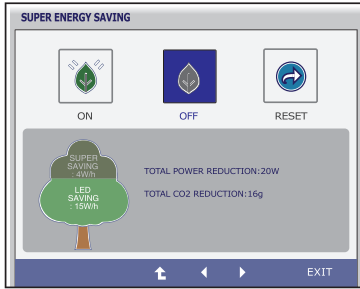 SUPER ENERGY SAVING
ON
OFF
RESET
SUPER
SAVING
: 4W/h
LED
SAVING
: 15W/h
TOTAL POWER REDUCTION:20W
TOTAL CO2 REDUCTION:16g
EXIT